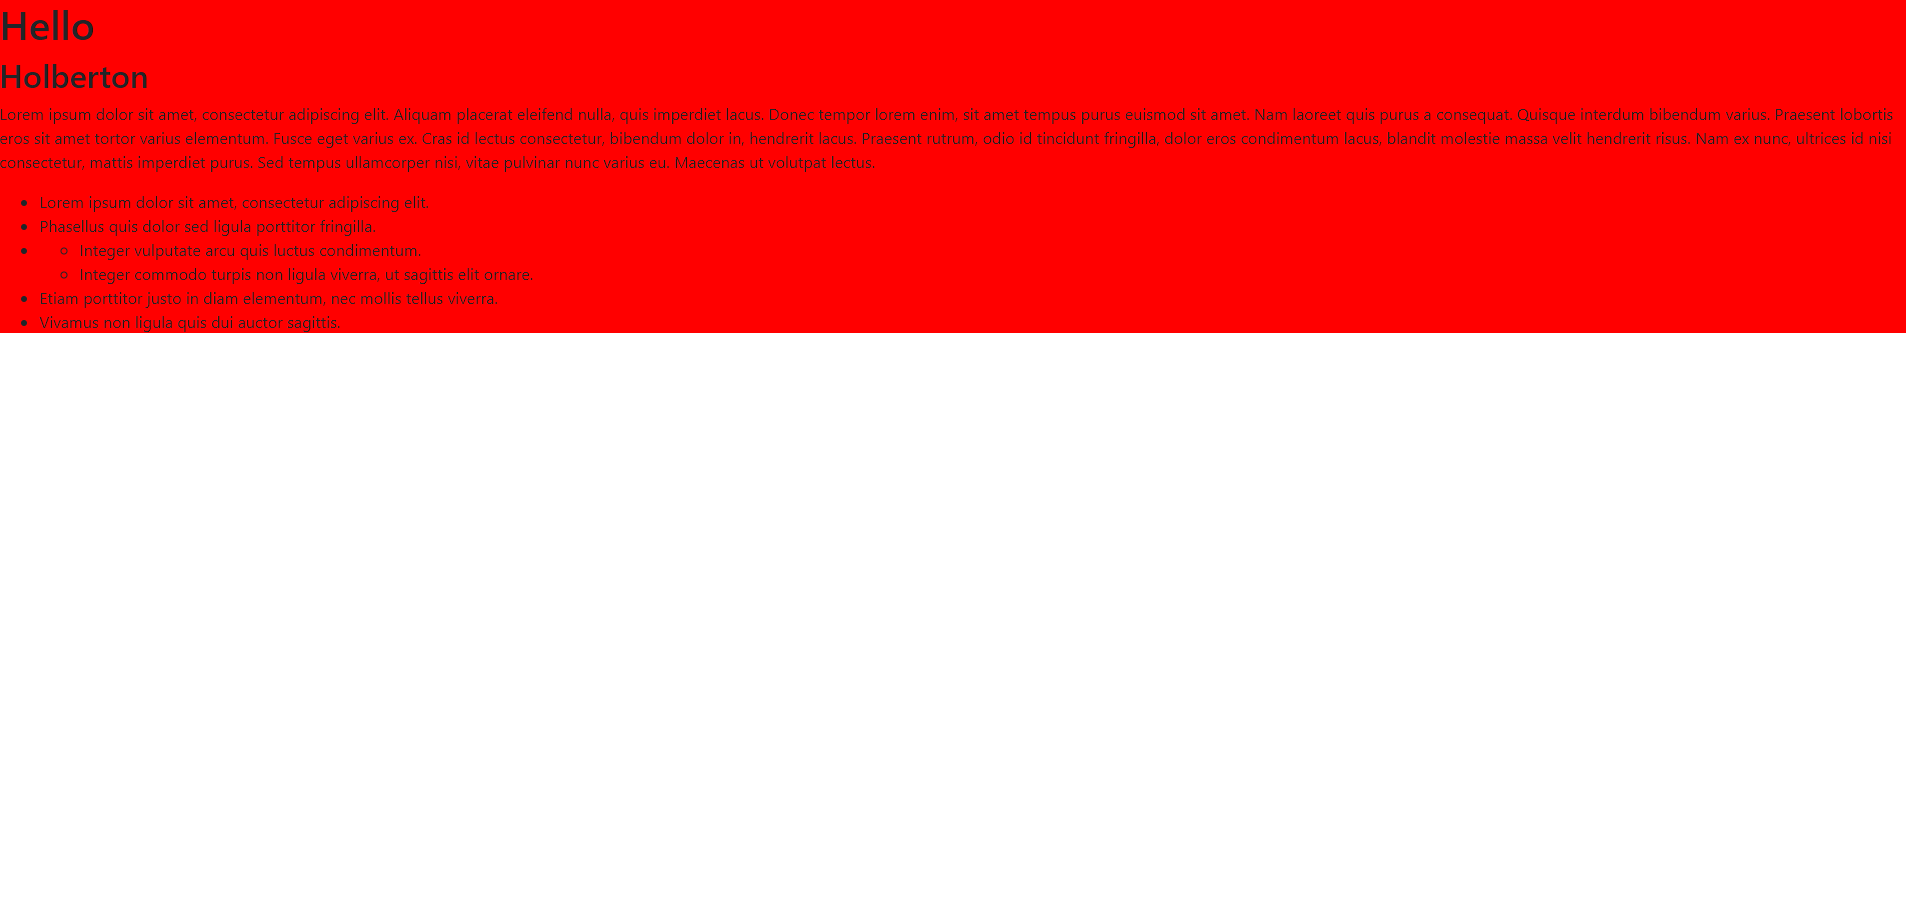 Hello
Holberton
Lorem ipsum dolor sit amet, consectetur adipiscing elit. Aliquam placerat eleifend nulla, quis imperdiet lacus. Donec tempor lorem enim, sit amet tempus purus euismod sit amet. Nam laoreet quis purus a consequat. Quisque interdum bibendum varius. Praesent lobortis
eros sit amet tortor varius elementum. Fusce eget varius ex. Cras id lectus consectetur, bibendum dolor in, hendrerit lacus. Praesent rutrum, odio id tincidunt fringilla, dolor eros condimentum lacus, blandit molestie massa velit hendrerit risus. Nam ex nunc, ultrices id nisi
consectetur, mattis imperdiet purus. Sed tempus ullamcorper nisi, vitae pulvinar nunc varius eu. Maecenas ut volutpat lectus.
Lorem ipsum dolor sit amet, consectetur adipiscing elit.
Phasellus quis dolor sed ligula porttitor fringilla.
Integer vulputate arcu quis luctus condimentum.
Integer commodo turpis non ligula viverra, ut sagittis elit ornare.
Etiam porttitor justo in diam elementum, nec mollis tellus viverra.
Vivamus non ligula quis dui auctor sagittis.